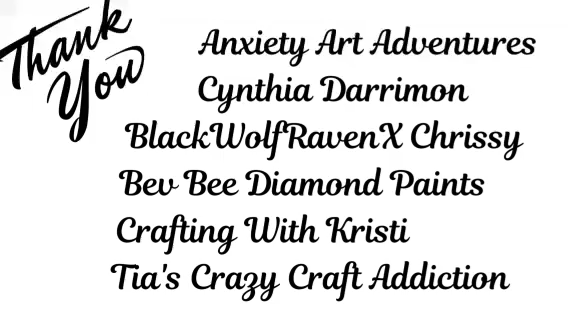 Thank
You
Anxiety Art Adventures
Cynthia Darrimon
BlackWolfRavenX Chrissy
Bev Bee Diamond Paints
Crafting With Kristi
Tia's Crazy Craft Addiction